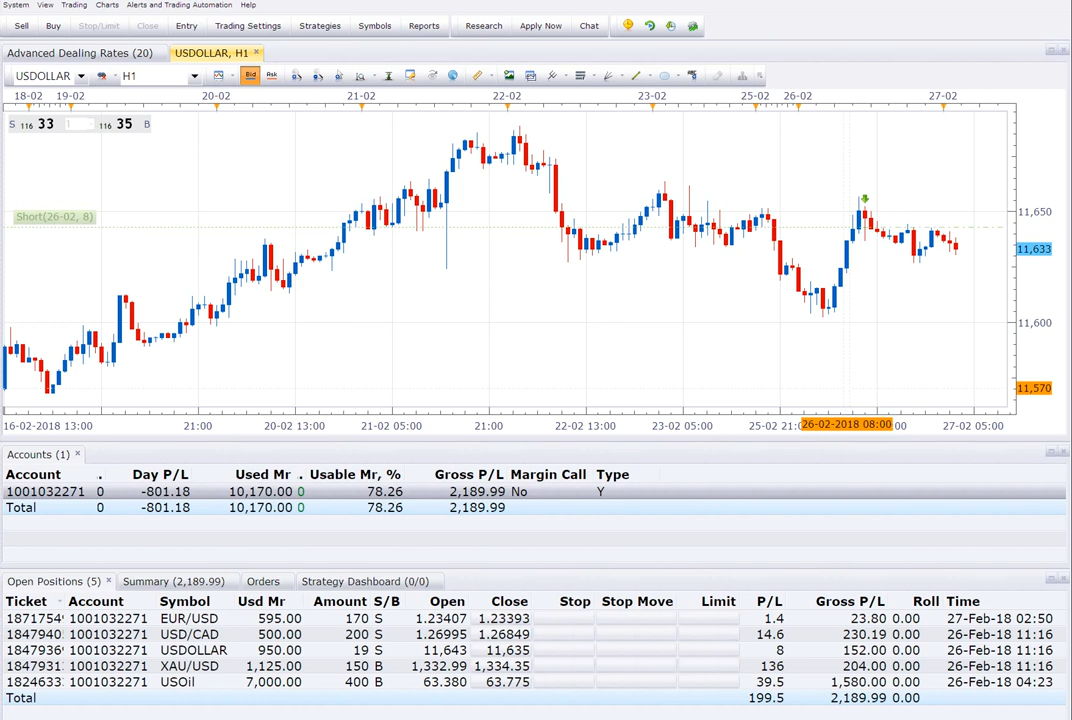 System View Trading Charts Alerts and Trading Automation Help
Sell Buy Stop/Limit Close Entry Trading Settings Strategies Symbols Reports Research Apply Now Chat
Advanced Dealing Rates (20) USDOLLAR, H1
USDOLLAR H1 Bid Ask
18-02 19-02 20-02 21-02 22-02 23-02 25-02 26-02 27-02
S 116 33 1 116 35 B
Short(26-02, 8)
11,650
11,633
11,600
11,570
16-02-2018 13:00 21:00 20-02 13:00 21-02 05:00 21:00 22-02 13:00 23-02 05:00 25-02 21: 26-02-2018 08:00 00 27-02 05:00
Accounts (1)
Account . Day P/L Used Mr . Usable Mr, % Gross P/L Margin Call Type
1001032271 0 -801.18 10,170.00 0 78.26 2,189.99 No Y
Total 0 -801.18 10,170.00 0 78.26 2,189.99
Open Positions (5) Summary (2,189.99) Orders Strategy Dashboard (0/0)
Ticket Account Symbol Usd Mr Amount S/B Open Close Stop Stop Move Limit P/L Gross P/L Roll Time
1871754 1001032271 EUR/USD 595.00 170 S 1.23407 1.23393 1.4 23.80 0.00 27-Feb-18 02:50
1847940 1001032271 USD/CAD 500.00 200 S 1.26995 1.26849 14.6 230.19 0.00 26-Feb-18 11:16
1847936 1001032271 USDOLLAR 950.00 19 S 11,643 11,635 8 152.00 0.00 26-Feb-18 11:16
1847931 1001032271 XAU/USD 1,125.00 150 B 1,332.99 1,334.35 136 204.00 0.00 26-Feb-18 11:16
1824633 1001032271 USOil 7,000.00 400 B 63.380 63.775 39.5 1,580.00 0.00 26-Feb-18 04:23
Total 199.5 2,189.99 0.00